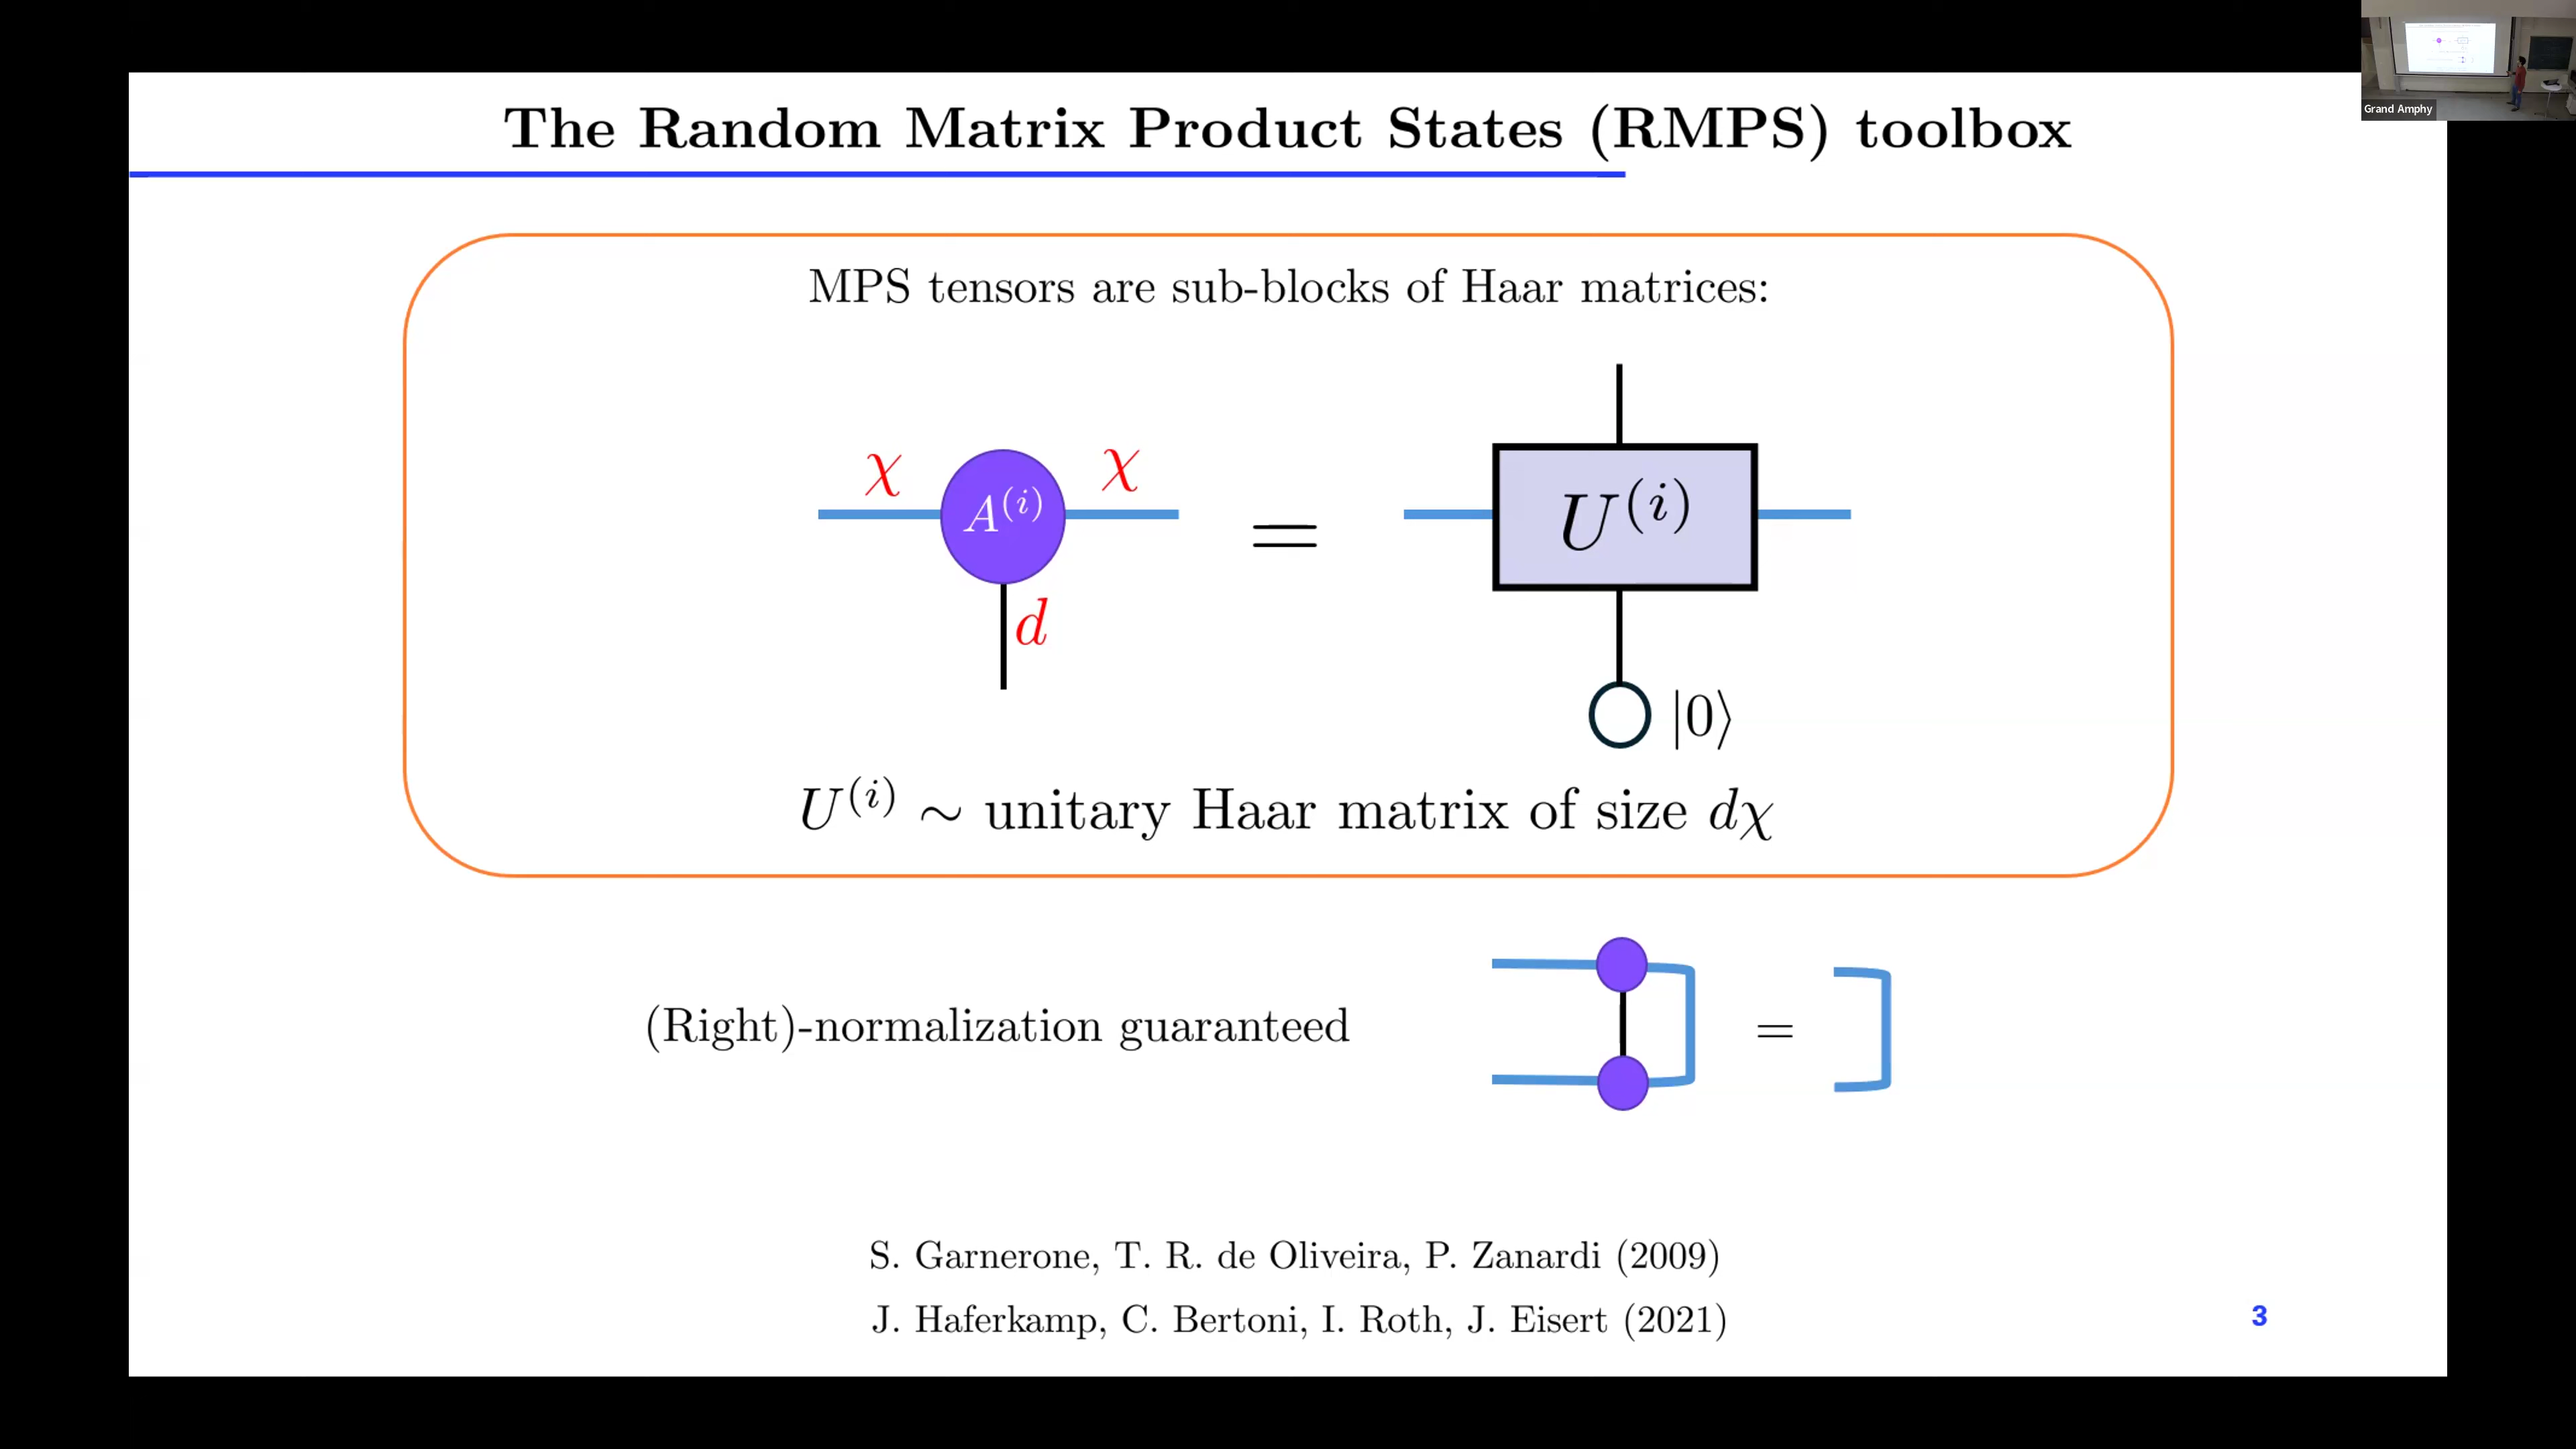 Grand Amphy
The Random Matrix Product States (RMPS) toolbox
MPS tensors are sub-blocks of Haar matrices:
χ χ
A^(i) = U^(i)
d
|0⟩
U^(i) ∼ unitary Haar matrix of size dχ
(Right)-normalization guaranteed =
S. Garnerone, T. R. de Oliveira, P. Zanardi (2009)
J. Haferkamp, C. Bertoni, I. Roth, J. Eisert (2021)
3